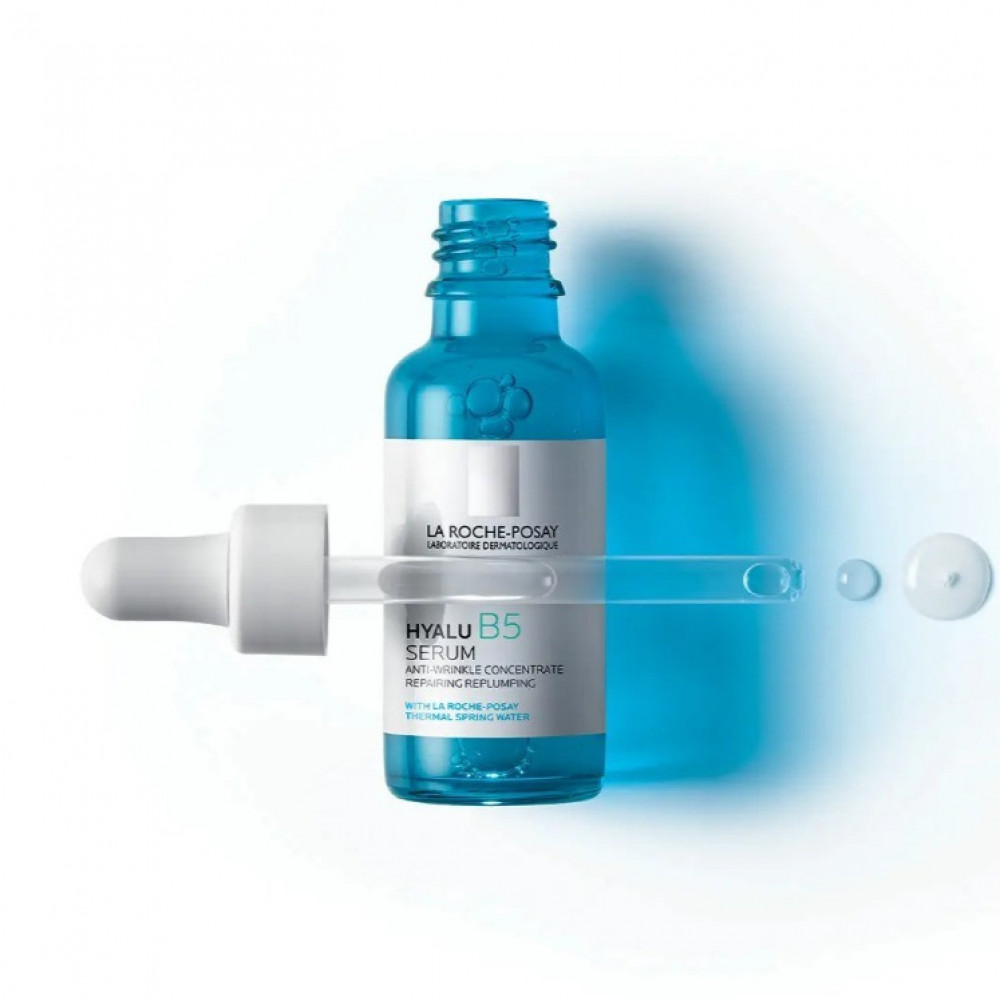 LA ROCHE-POSAY
LABORATOIRE DERMATOLOGIQUE
HYALU B5
SERUM
ANTI-WRINKLE CONCENTRATE
REPAIRING REPLUMPING
WITH LA ROCHE-POSAY
THERMAL SPRING WATER